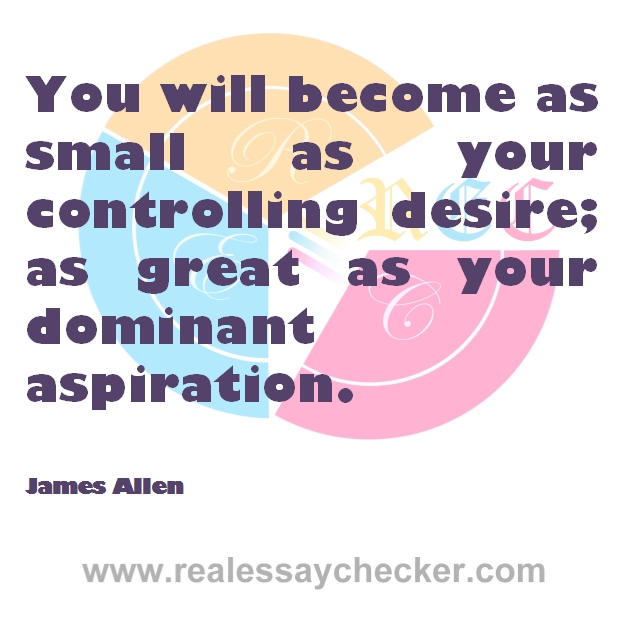 You will become as
small as your
controlling desire;
as great as your
dominant
aspiration.
James Allen
www.realessaychecker.com
R
E
C
RECC